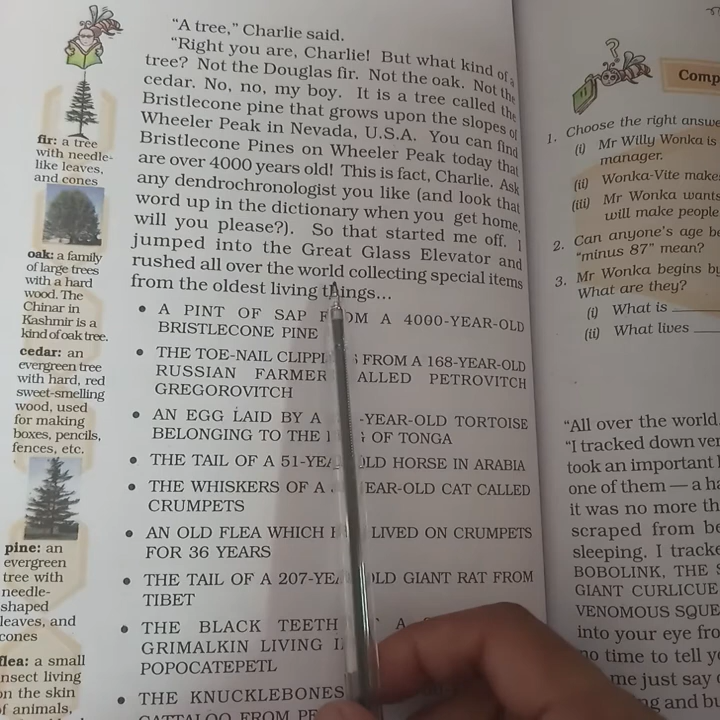 "A tree," Charlie said.
"Right you are, Charlie! But what kind of a
tree? Not the Douglas fir. Not the oak. Not the
cedar. No, no, my boy. It is a tree called the
Bristlecone pine that grows upon the slopes of
Wheeler Peak in Nevada, U.S.A. You can find
Bristlecone Pines on Wheeler Peak today that
are over 4000 years old! This is fact, Charlie. Ask
any dendrochronologist you like (and look that
word up in the dictionary when you get home,
will you please?). So that started me off. I
jumped into the Great Glass Elevator and
rushed all over the world collecting special items
from the oldest living things...
• A PINT OF SAP FROM A 4000-YEAR-OLD
BRISTLECONE PINE
• THE TOE-NAIL CLIPPI FROM A 168-YEAR-OLD
RUSSIAN FARMER ALLED PETROVITCH
GREGOROVITCH
• AN EGG LAID BY A -YEAR-OLD TORTOISE
BELONGING TO THE OF TONGA
• THE TAIL OF A 51-YEA OLD HORSE IN ARABIA
• THE WHISKERS OF A EAR-OLD CAT CALLED
CRUMPETS
• AN OLD FLEA WHICH LIVED ON CRUMPETS
FOR 36 YEARS
• THE TAIL OF A 207-YEA OLD GIANT RAT FROM
TIBET
• THE BLACK TEETH A
GRIMALKIN LIVING I
POPOCATEPETL
• THE KNUCKLEBONES
CATTALOO FROM PE
fir: a tree
with needle-
like leaves,
and cones
oak: a family
of large trees
with a hard
wood. The
Chinar in
Kashmir is a
kind of oak tree.
cedar: an
evergreen tree
with hard, red
sweet-smelling
wood, used
for making
boxes, pencils,
fences, etc.
pine: an
evergreen
tree with
needle-
shaped
leaves, and
cones
flea: a small
insect living
on the skin
of animals,
Comp
1. Choose the right answe
(i) Mr Willy Wonka is
manager.
(ii) Wonka-Vite make
(iii) Mr Wonka wants
will make people
2. Can anyone's age be
"minus 87" mean?
3. Mr Wonka begins by
What are they?
(i) What is
(ii) What lives
"All over the world
"I tracked down ver
took an important
one of them — a ha
it was no more th
scraped from be
sleeping. I tracke
BOBOLINK, THE S
GIANT CURLICUE
VENOMOUS SQUE
into your eye fro
no time to tell yo
me just say
ng and bu